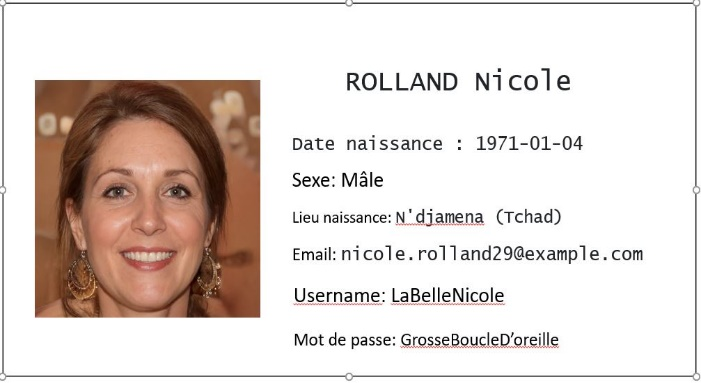 ROLLAND Nicole
Date naissance : 1971-01-04
Sexe: Mâle
Lieu naissance: N'djamena (Tchad)
Email: nicole.rolland29@example.com
Username: LaBelleNicole
Mot de passe: GrosseBoucleD’oreille